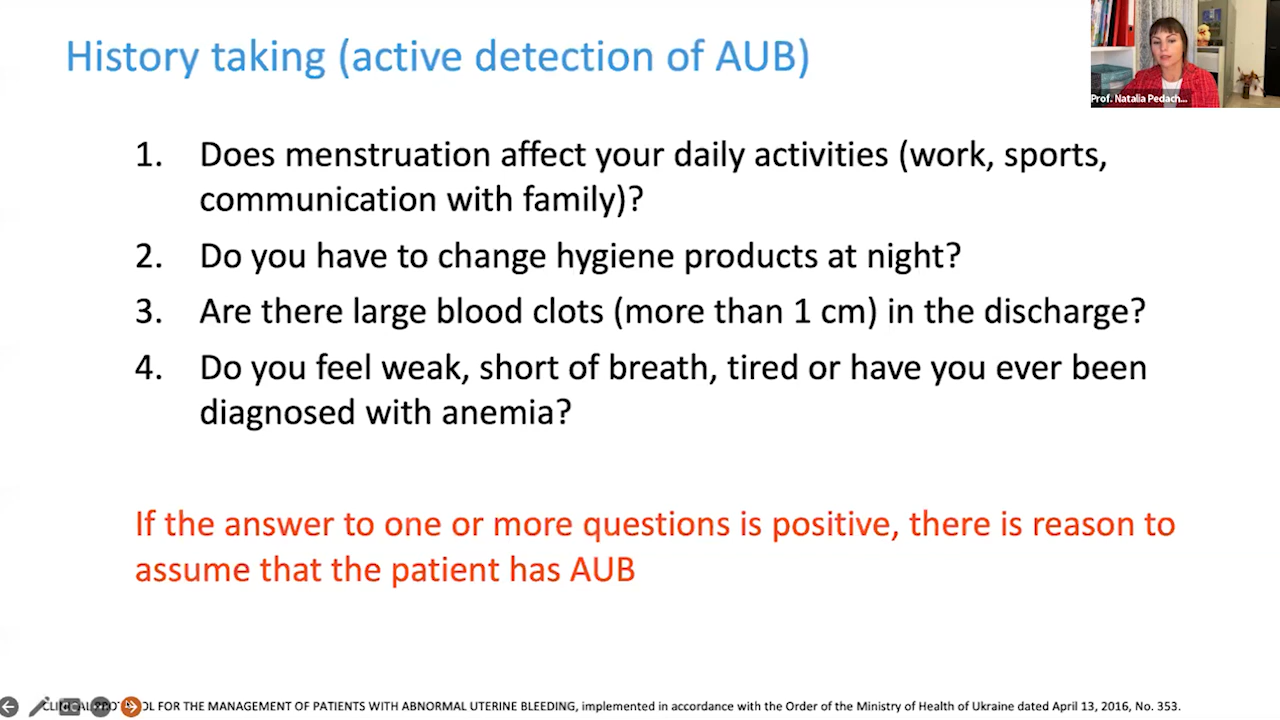 History taking (active detection of AUB)
Prof. Natalia Pedach...
1. Does menstruation affect your daily activities (work, sports,
communication with family)?
2. Do you have to change hygiene products at night?
3. Are there large blood clots (more than 1 cm) in the discharge?
4. Do you feel weak, short of breath, tired or have you ever been
diagnosed with anemia?
If the answer to one or more questions is positive, there is reason to
assume that the patient has AUB
FOR THE MANAGEMENT OF PATIENTS WITH ABNORMAL UTERINE BLEEDING, implemented in accordance with the Order of the Ministry of Health of Ukraine dated April 13, 2016, No. 353.